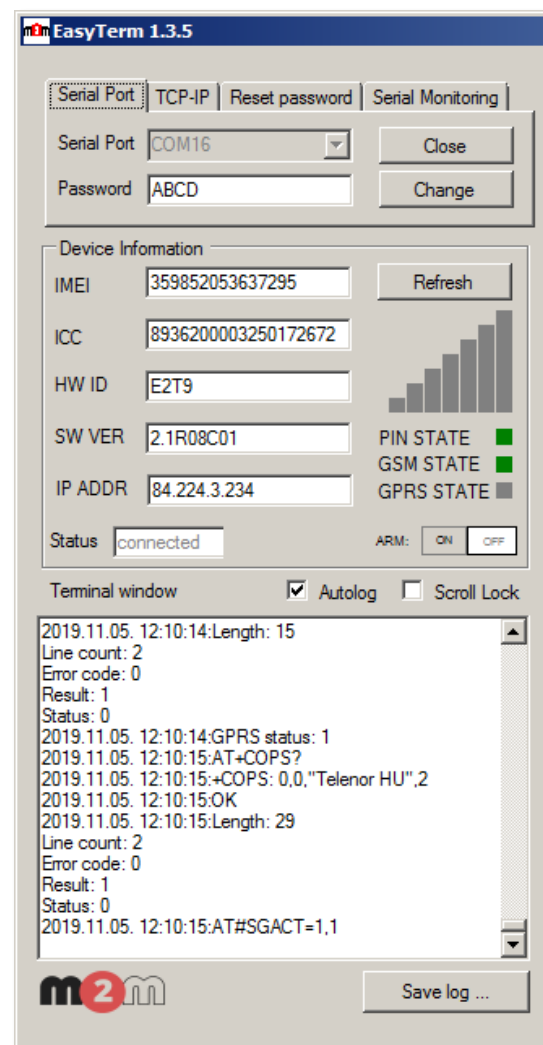 m2m EasyTerm 1.3.5
Serial Port TCP-IP Reset password Serial Monitoring
Serial Port COM16 Close
Password ABCD Change
Device Information
IMEI 359852053637295 Refresh
ICC 8936200003250172672
HW ID E2T9
SW VER 2.1R08C01 PIN STATE
GSM STATE
IP ADDR 84.224.3.234 GPRS STATE
Status connected ARM: ON OFF
Terminal window Autolog Scroll Lock
2019.11.05. 12:10:14:Length: 15
Line count: 2
Error code: 0
Result: 1
Status: 0
2019.11.05. 12:10:14:GPRS status: 1
2019.11.05. 12:10:15:AT+COPS?
2019.11.05. 12:10:15:+COPS: 0,0,"Telenor HU",2
2019.11.05. 12:10:15:OK
2019.11.05. 12:10:15:Length: 29
Line count: 2
Error code: 0
Result: 1
Status: 0
2019.11.05. 12:10:15:AT#SGACT=1,1
m2m Save log ...